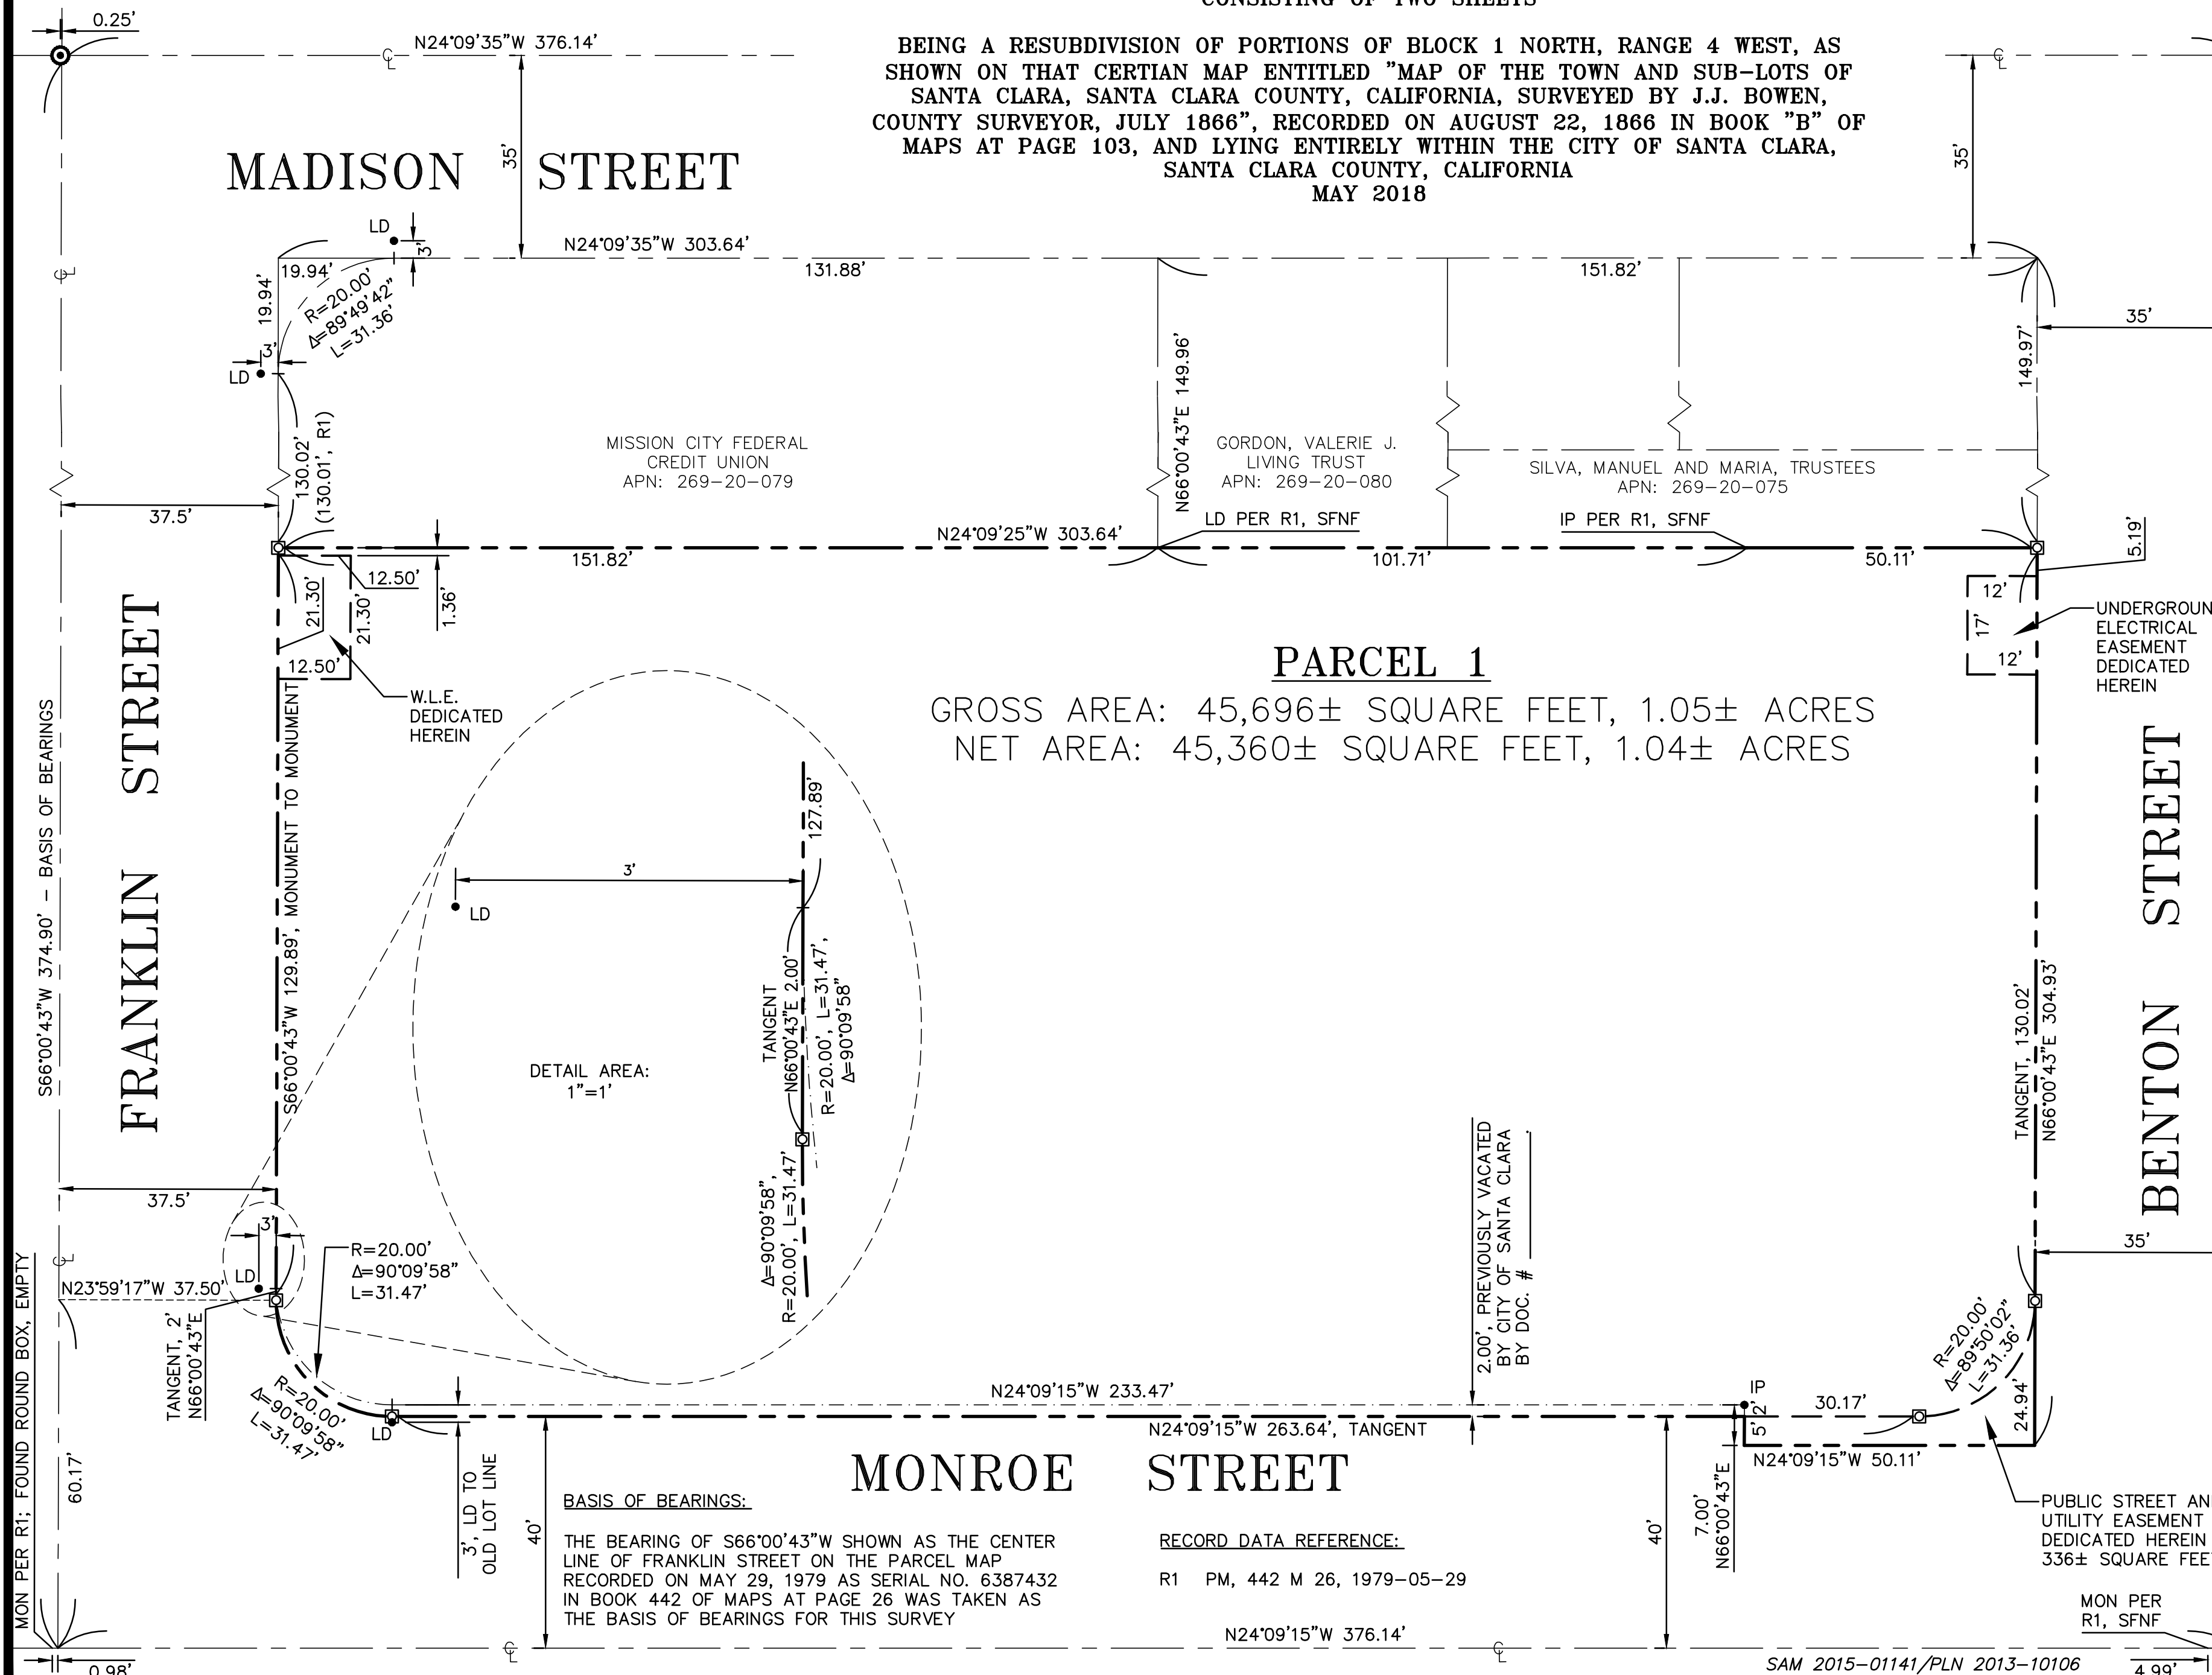 CONSISTING OF TWO SHEETS
BEING A RESUBDIVISION OF PORTIONS OF BLOCK 1 NORTH, RANGE 4 WEST, AS
SHOWN ON THAT CERTIAN MAP ENTITLED "MAP OF THE TOWN AND SUB-LOTS OF
SANTA CLARA, SANTA CLARA COUNTY, CALIFORNIA, SURVEYED BY J.J. BOWEN,
COUNTY SURVEYOR, JULY 1866", RECORDED ON AUGUST 22, 1866 IN BOOK "B" OF
MAPS AT PAGE 103, AND LYING ENTIRELY WITHIN THE CITY OF SANTA CLARA,
SANTA CLARA COUNTY, CALIFORNIA
MAY 2018
0.25'
N24°09'35"W 376.14'
35'
35'
MADISON STREET
LD
3'
N24°09'35"W 303.64'
19.94'
131.88'
151.82'
19.94'
R=20.00'
Δ=89°49'42"
L=31.36'
3'
LD
35'
149.97'
N66°00'43"E 149.96'
130.02'
(130.01', R1)
MISSION CITY FEDERAL
CREDIT UNION
APN: 269-20-079
GORDON, VALERIE J.
LIVING TRUST
APN: 269-20-080
SILVA, MANUEL AND MARIA, TRUSTEES
APN: 269-20-075
37.5'
LD PER R1, SFNF
IP PER R1, SFNF
N24°09'25"W 303.64'
151.82'
101.71'
50.11'
5.19'
12.50'
21.30'
21.30'
1.36'
12.50'
W.L.E.
DEDICATED
HEREIN
12'
17'
12'
UNDERGROUN
ELECTRICAL
EASEMENT
DEDICATED
HEREIN
PARCEL 1
GROSS AREA: 45,696± SQUARE FEET, 1.05± ACRES
NET AREA: 45,360± SQUARE FEET, 1.04± ACRES
FRANKLIN STREET
S66°00'43"W 374.90' - BASIS OF BEARINGS
S66°00'43"W 129.89', MONUMENT TO MONUMENT
127.89'
3'
LD
TANGENT
N66°00'43"E 2.00'
R=20.00', L=31.47',
Δ=90°09'58"
DETAIL AREA:
1"=1'
Δ=90°09'58",
R=20.00', L=31.47'
BENTON STREET
TANGENT, 130.02'
N66°00'43"E 304.93'
35'
37.5'
3'
LD
R=20.00'
Δ=90°09'58"
L=31.47'
N23°59'17"W 37.50'
TANGENT, 2'
N66°00'43"E
R=20.00'
Δ=90°09'58"
L=31.47'
LD
MON PER R1; FOUND ROUND BOX, EMPTY
60.17'
0.98'
2.00', PREVIOUSLY VACATED
BY CITY OF SANTA CLARA
BY DOC. # .
N24°09'15"W 233.47'
N24°09'15"W 263.64', TANGENT
IP
2'
5'
30.17'
R=20.00'
Δ=89°50'02"
L=31.36'
24.94'
N24°09'15"W 50.11'
7.00'
N66°00'43"E
MONROE STREET
3', LD TO
OLD LOT LINE
40'
40'
BASIS OF BEARINGS:
THE BEARING OF S66°00'43"W SHOWN AS THE CENTER
LINE OF FRANKLIN STREET ON THE PARCEL MAP
RECORDED ON MAY 29, 1979 AS SERIAL NO. 6387432
IN BOOK 442 OF MAPS AT PAGE 26 WAS TAKEN AS
THE BASIS OF BEARINGS FOR THIS SURVEY
RECORD DATA REFERENCE:
R1 PM, 442 M 26, 1979-05-29
PUBLIC STREET AN
UTILITY EASEMENT
DEDICATED HEREIN
336± SQUARE FEE
MON PER
R1, SFNF
N24°09'15"W 376.14'
SAM 2015-01141/PLN 2013-10106
4.99'